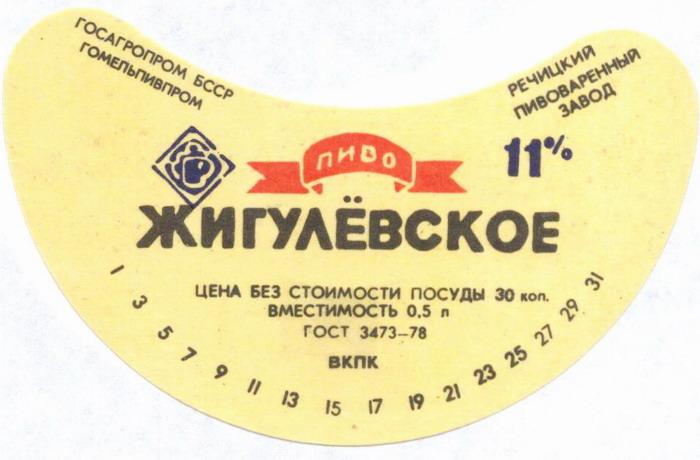 ГОСАГРОПРОМ БССР
ГОМЕЛЬПИВПРОМ
РЕЧИЦКИЙ
ПИВОВАРЕННЫЙ
ЗАВОД
ПИВО
11%
ЖИГУЛЁВСКОЕ
ЦЕНА БЕЗ СТОИМОСТИ ПОСУДЫ 30 коп.
ВМЕСТИМОСТЬ 0,5 л
ГОСТ 3473–78
ВКПК
1 3 5 7 9 11 13 15 17 19 21 23 25 27 29 31